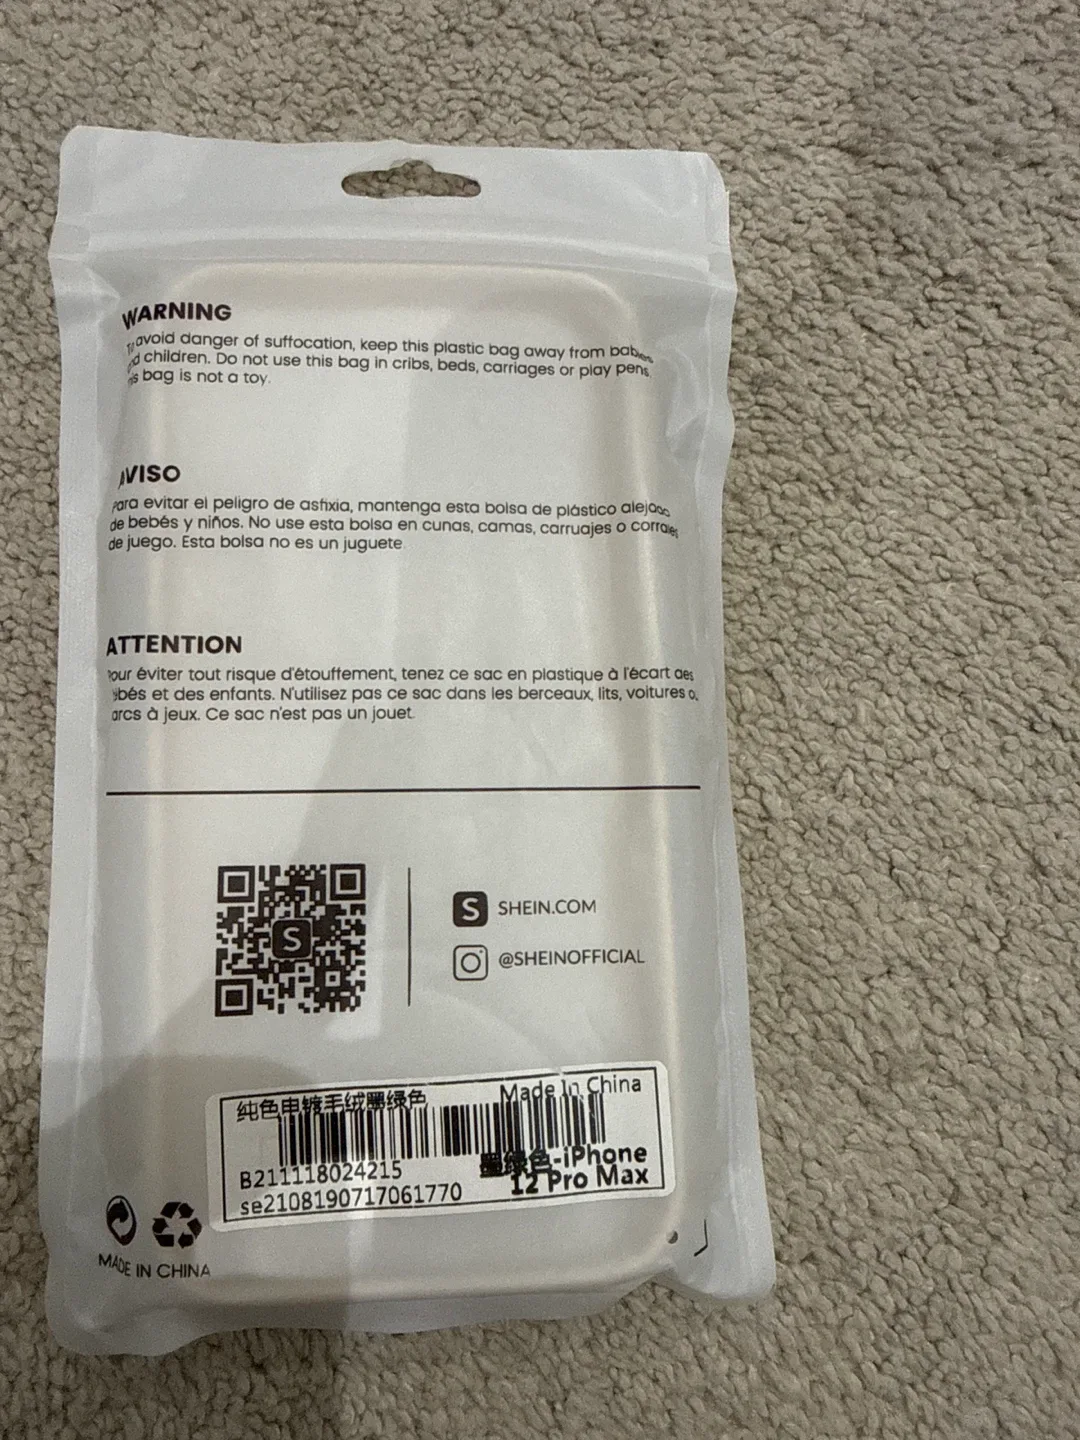 WARNING
To avoid danger of suffocation, keep this plastic bag away from babies
and children. Do not use this bag in cribs, beds, carriages or play pens.
This bag is not a toy.
AVISO
Para evitar el peligro de asfixia, mantenga esta bolsa de plástico alejada
de bebés y niños. No use esta bolsa en cunas, camas, carruajes o corrales
de juego. Esta bolsa no es un juguete.
ATTENTION
Pour éviter tout risque d'étouffement, tenez ce sac en plastique à l'écart des
bébés et des enfants. N'utilisez pas ce sac dans les berceaux, lits, voitures ou
parcs à jeux. Ce sac n'est pas un jouet.
S
S SHEIN.COM
@SHEINOFFICIAL
纯色电镀毛绒墨绿色 Made In China
B211118024215
se2108190717061770
墨绿色-iPhone
12 Pro Max
MADE IN CHINA